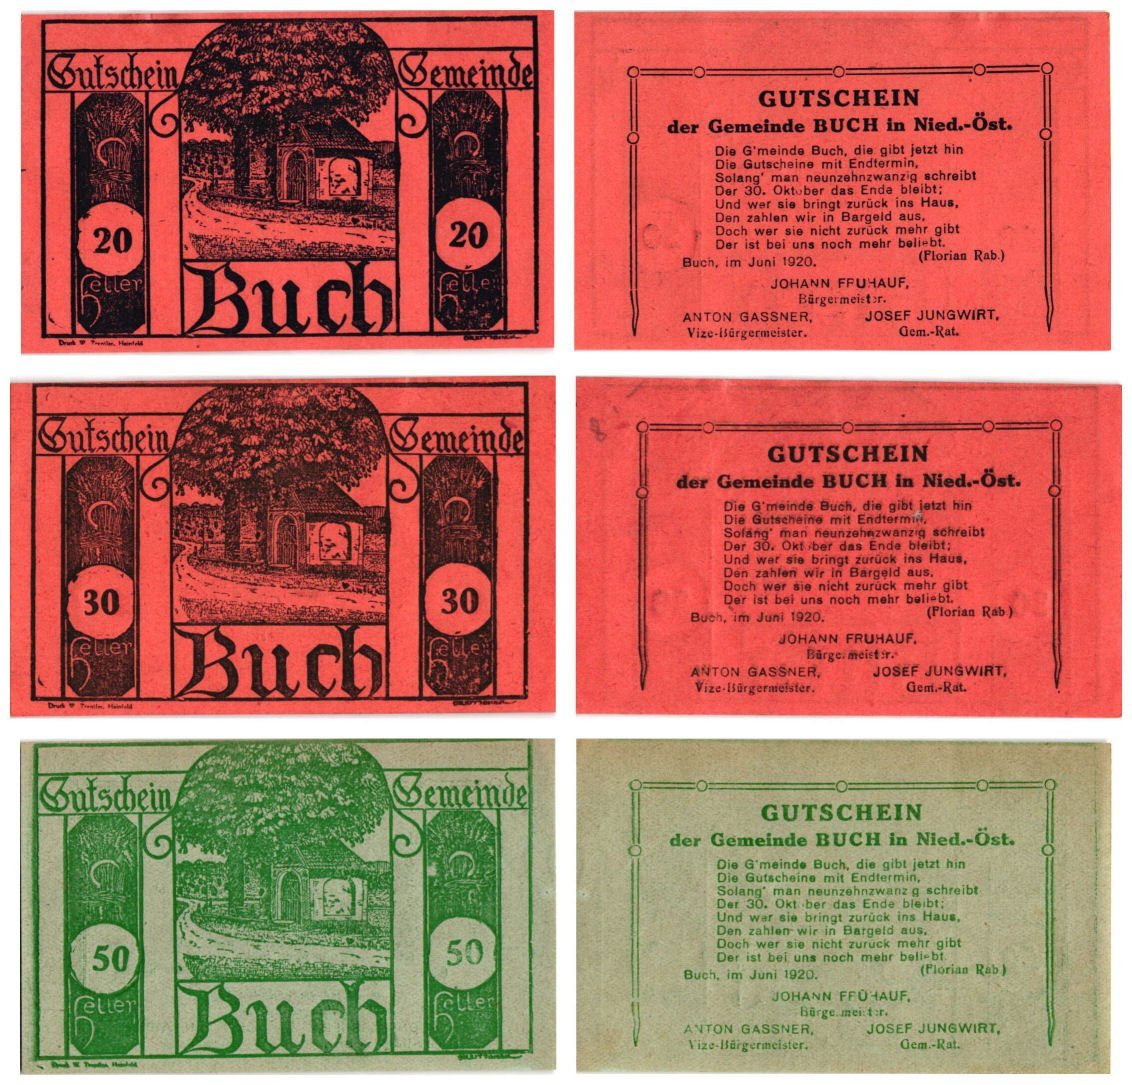 Gutschein Gemeinde
20 20
Heller Heller
Buch
Druck W. Trentler, Hainfeld
GUTSCHEIN
der Gemeinde BUCH in Nied.-Öst.
Die G'meinde Buch, die gibt jetzt hin
Die Gutscheine mit Endtermin,
Solang' man neunzehnzwanzig schreibt
Der 30. Oktober das Ende bleibt;
Und wer sie bringt zurück ins Haus,
Den zahlen wir in Bargeld aus,
Doch wer sie nicht zurück mehr gibt
Der ist bei uns noch mehr beliebt.
(Florian Rab.)
Buch, im Juni 1920.
JOHANN FRUHAUF,
Bürgermeister.
ANTON GASSNER, JOSEF JUNGWIRT,
Vize-Bürgermeister. Gem.-Rat.
Gutschein Gemeinde
30 30
Heller Heller
Buch
Druck W. Trentler, Hainfeld
GUTSCHEIN
der Gemeinde BUCH in Nied.-Öst.
Die G'meinde Buch, die gibt jetzt hin
Die Gutscheine mit Endtermin,
Solang' man neunzehnzwanzig schreibt
Der 30. Oktober das Ende bleibt;
Und wer sie bringt zurück ins Haus,
Den zahlen wir in Bargeld aus,
Doch wer sie nicht zurück mehr gibt
Der ist bei uns noch mehr beliebt.
(Florian Rab.)
Buch, im Juni 1920.
JOHANN FRUHAUF,
Bürgermeister.
ANTON GASSNER, JOSEF JUNGWIRT,
Vize-Bürgermeister. Gem.-Rat.
Gutschein Gemeinde
50 50
Heller Heller
Buch
Druck W. Trentler, Hainfeld
GUTSCHEIN
der Gemeinde BUCH in Nied.-Öst.
Die G'meinde Buch, die gibt jetzt hin
Die Gutscheine mit Endtermin,
Solang' man neunzehnzwanzig schreibt
Der 30. Oktober das Ende bleibt;
Und wer sie bringt zurück ins Haus,
Den zahlen wir in Bargeld aus,
Doch wer sie nicht zurück mehr gibt
Der ist bei uns noch mehr beliebt.
(Florian Rab.)
Buch, im Juni 1920.
JOHANN FRÜHAUF,
Bürgermeister.
ANTON GASSNER, JOSEF JUNGWIRT,
Vize-Bürgermeister. Gem.-Rat.